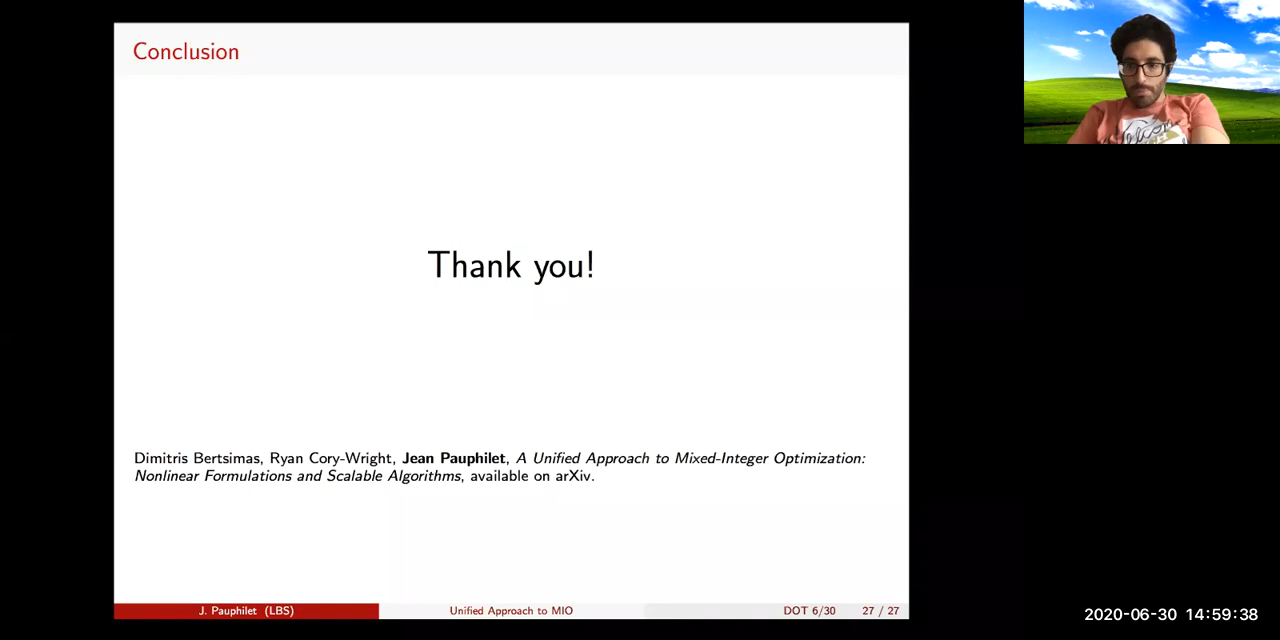 Conclusion
Thank you!
Dimitris Bertsimas, Ryan Cory-Wright, Jean Pauphilet, A Unified Approach to Mixed-Integer Optimization:
Nonlinear Formulations and Scalable Algorithms, available on arXiv.
J. Pauphilet (LBS)
Unified Approach to MIO
DOT 6/30
27 / 27
Welcome
2020-06-30 14:59:38